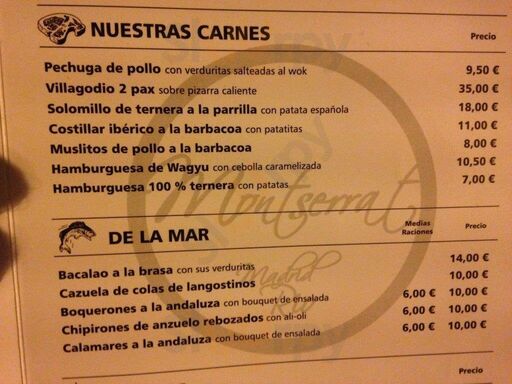 NUESTRAS CARNES Precio
Pechuga de pollo con verduritas salteadas al wok 9,50 €
Villagodio 2 pax sobre pizarra caliente 35,00 €
Solomillo de ternera a la parrilla con patata española 18,00 €
Costillar ibérico a la barbacoa con patatitas 11,00 €
Muslitos de pollo a la barbacoa 8,00 €
Hamburguesa de Wagyu con cebolla caramelizada 10,50 €
Hamburguesa 100 % ternera con patatas 7,00 €
Montserrat
Madrid
DE LA MAR Medias Raciones Precio
Bacalao a la brasa con sus verduritas 14,00 €
Cazuela de colas de langostinos 10,00 €
Boquerones a la andaluza con bouquet de ensalada 6,00 € 10,00 €
Chipirones de anzuelo rebozados con ali-oli 6,00 € 10,00 €
Calamares a la andaluza con bouquet de ensalada 6,00 € 10,00 €
Precio